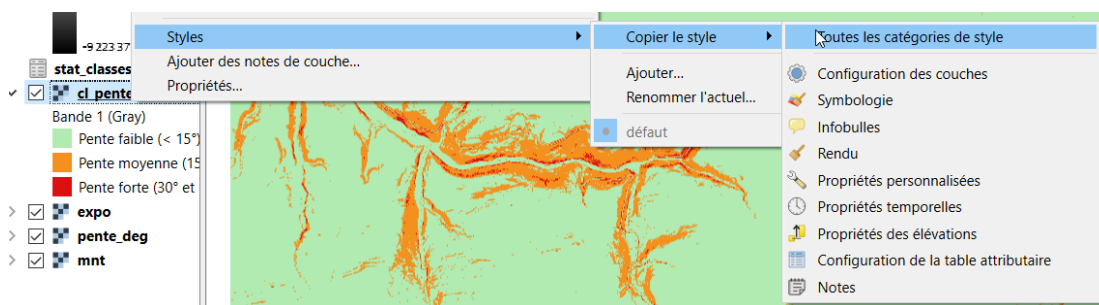 -9 223 37
stat_classes
cl_pente
Bande 1 (Gray)
Pente faible (< 15°)
Pente moyenne (15
Pente forte (30° et
expo
pente_deg
mnt
Styles
Ajouter des notes de couche...
Propriétés...
Copier le style
Ajouter...
Renommer l'actuel...
défaut
Toutes les catégories de style
Configuration des couches
Symbologie
Infobulles
Rendu
Propriétés personnalisées
Propriétés temporelles
Propriétés des élévations
Configuration de la table attributaire
Notes